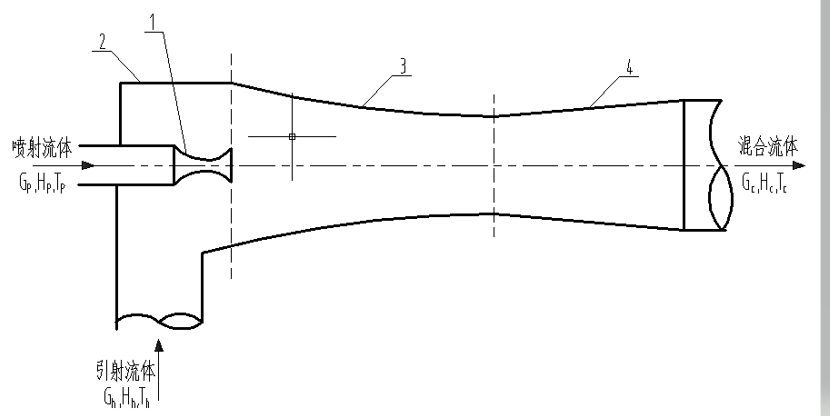 1
2
3
4
喷射流体
Gp,Hp,Tp
混合流体
Gc,Hc,Tc
引射流体
Gh,Hh,Th